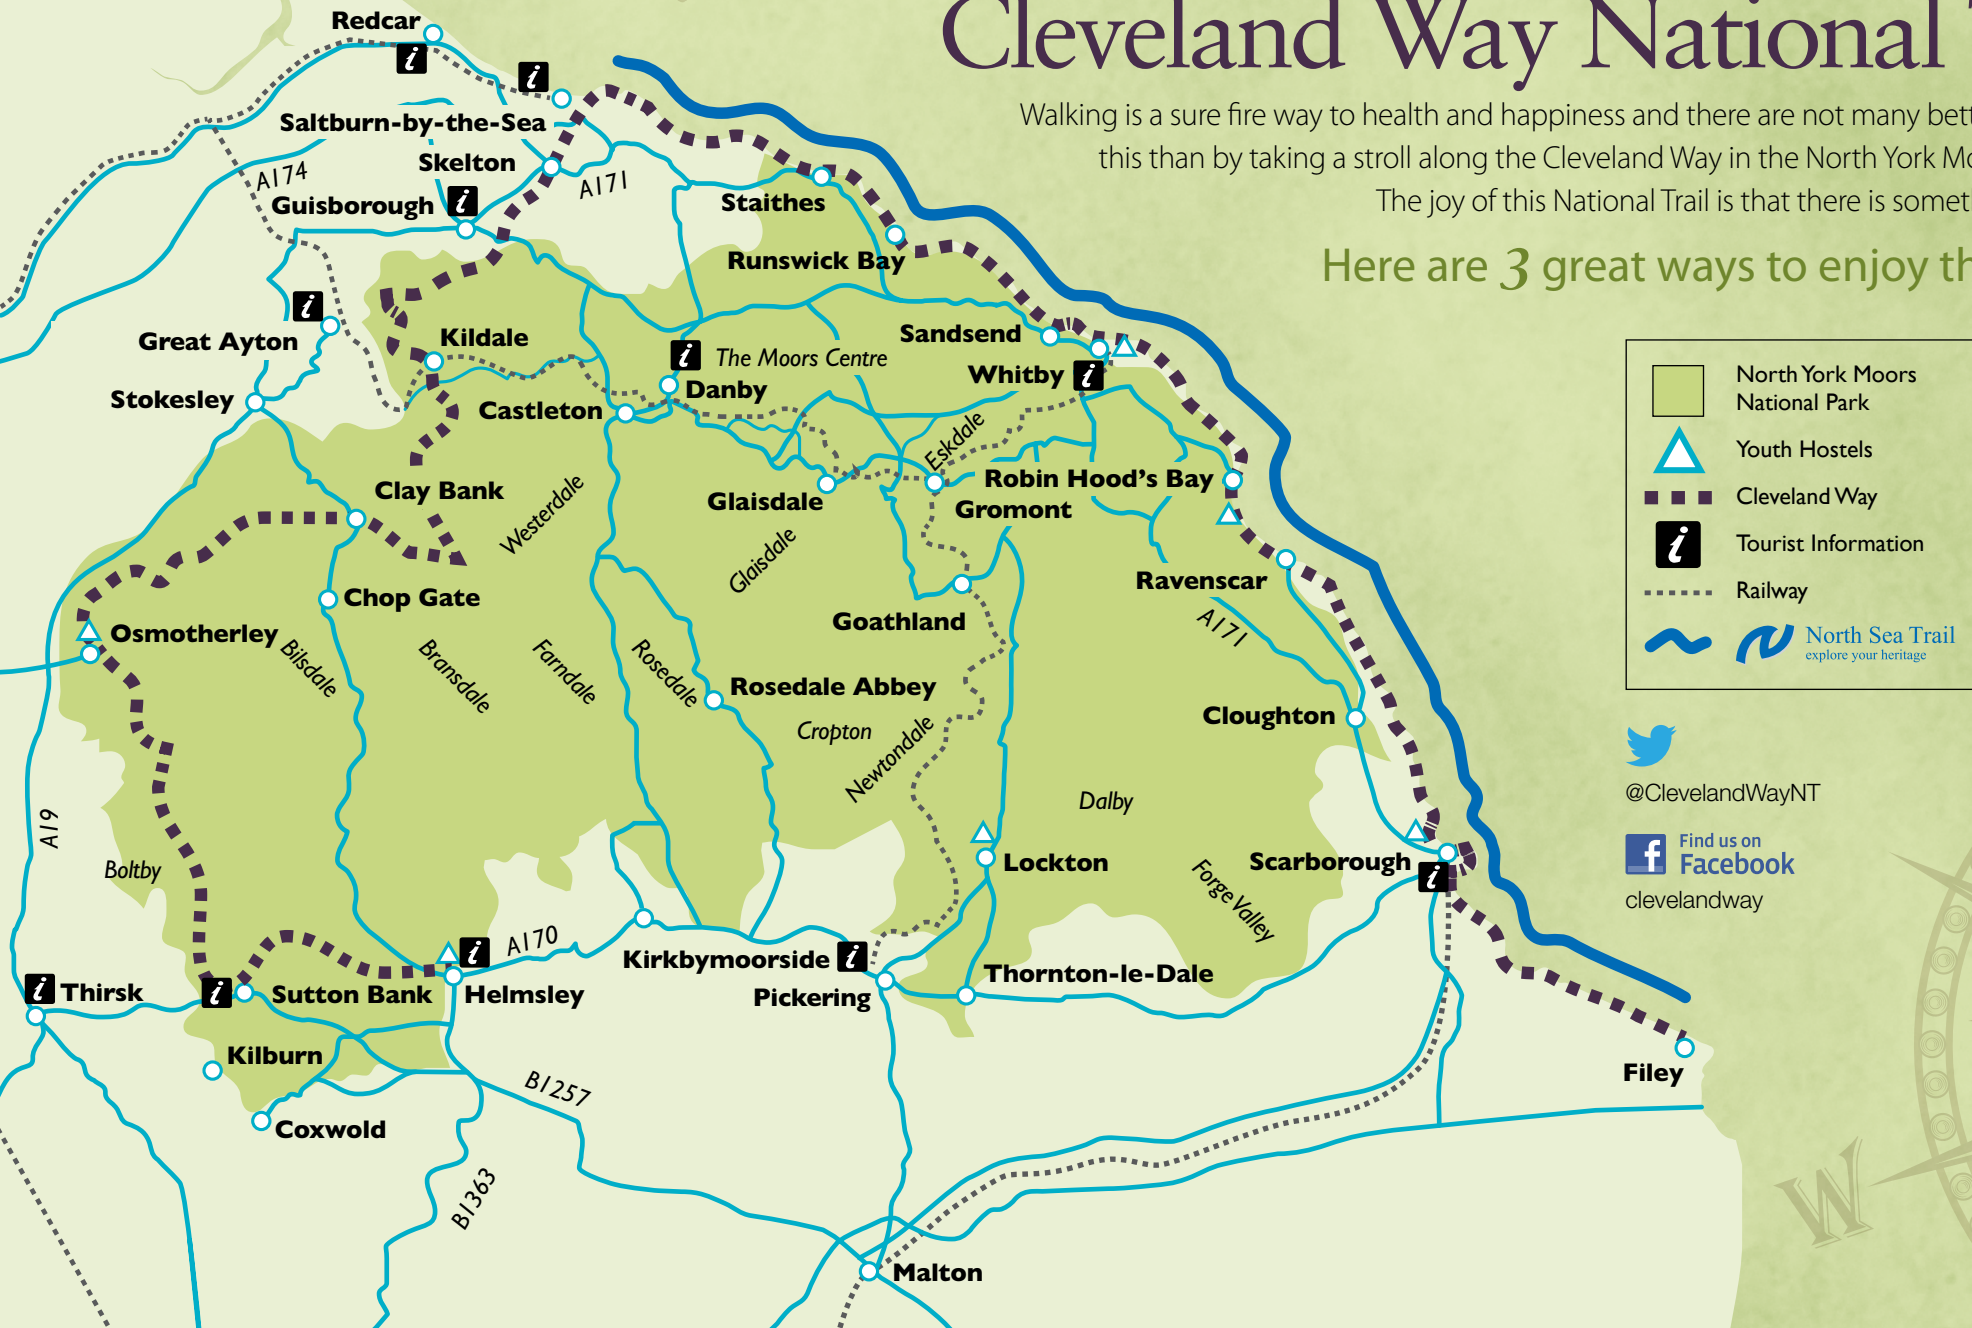 Cleveland Way National
Walking is a sure fire way to health and happiness and there are not many
this than by taking a stroll along the Cleveland Way in the North York
The joy of this National Trail is that there is
Here are 3 great ways to enjoy
Redcar
Saltburn-by-the-Sea
Skelton
A174
A171
Guisborough
Staithes
Runswick Bay
Great Ayton
Kildale
Sandsend
The Moors Centre
Whitby
Danby
Stokesley
Castleton
Eskdale
Robin Hood's Bay
Clay Bank
Westerdale
Glaisdale
Gromont
Glaisdale
Ravenscar
Chop Gate
Goathland
A171
Osmotherley
Bilsdale
Bransdale
Farndale
Rosedale
Rosedale Abbey
Cropton
Newtondale
Cloughton
A19
Dalby
Boltby
Lockton
Scarborough
Forge Valley
A170
Kirkbymoorside
Thornton-le-Dale
Thirsk
Sutton Bank
Helmsley
Pickering
Kilburn
Filey
B1257
Coxwold
B1363
Malton
North York Moors
National Park
Youth Hostels
Cleveland Way
Tourist Information
Railway
North Sea Trail
explore your heritage
@ClevelandWayNT
f
Find us on
Facebook
clevelandway
W